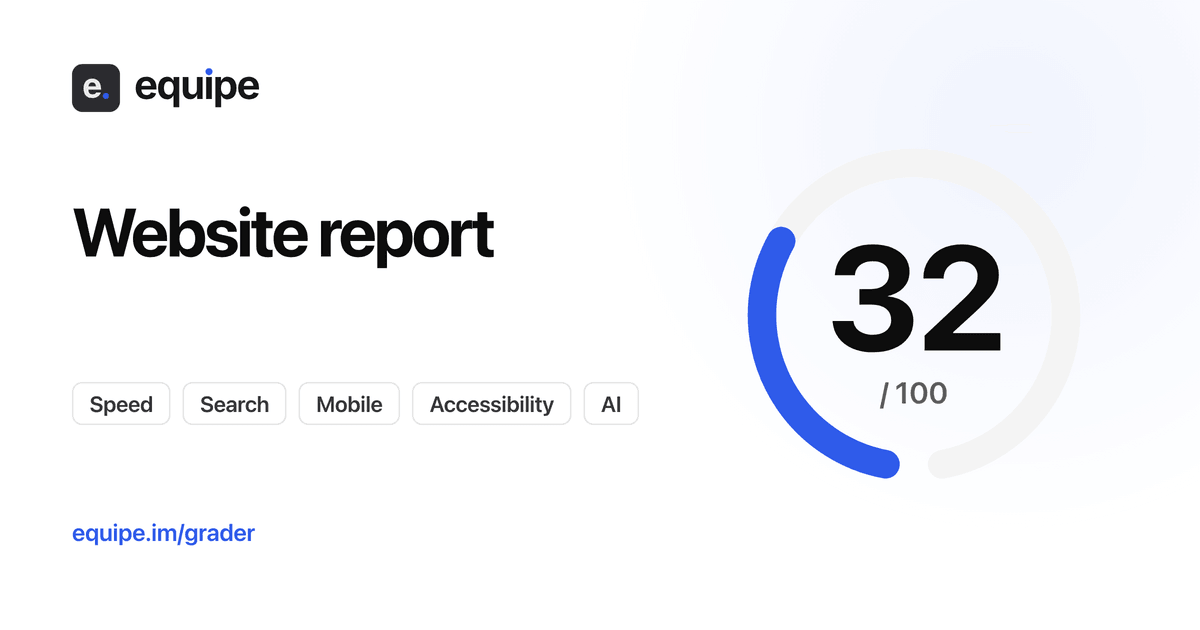 e. equipe
Website report
32
/ 100
Speed Search Mobile Accessibility AI
equipe.im/grader